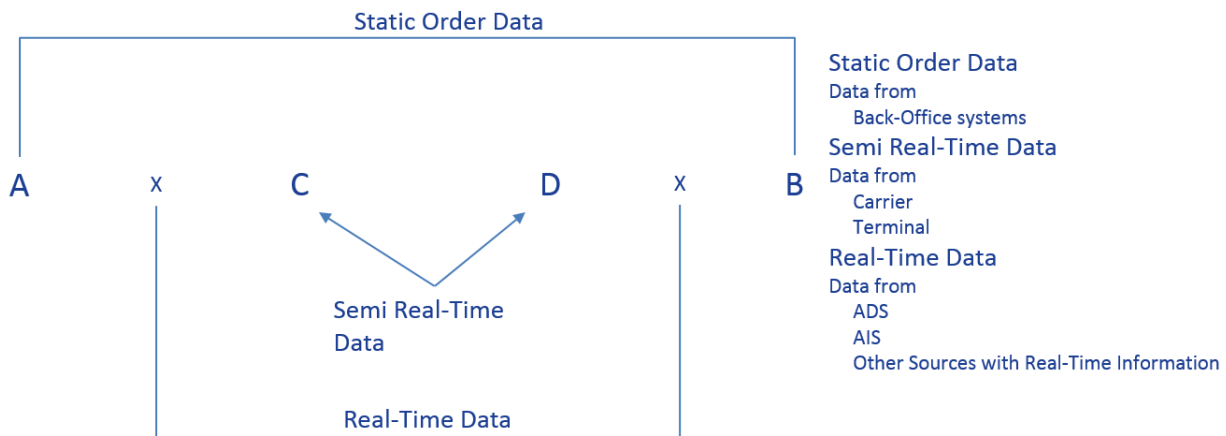 Static Order Data
A x C D x B
Semi Real-Time
Data
Real-Time Data
Static Order Data
Data from
Back-Office systems
Semi Real-Time Data
Data from
Carrier
Terminal
Real-Time Data
Data from
ADS
AIS
Other Sources with Real-Time Information